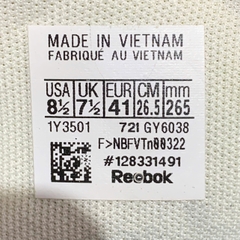 MADE IN VIETNAM
FABRIQUÉ AU VIETNAM
USA UK EUR CM mm
8½ 7½ 41 26.5 265
1Y3501 721 GY6038
F>NBFVTn00322
#128331491
Reebok